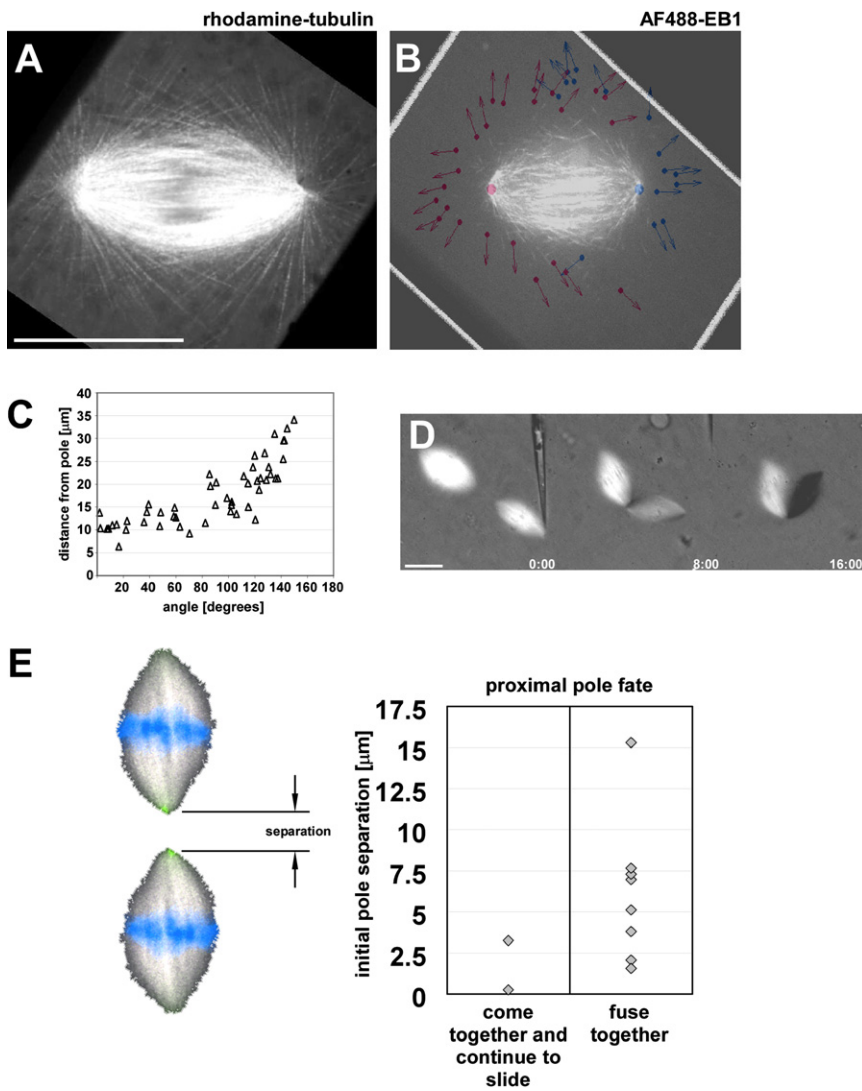 rhodamine-tubulin
AF488-EB1
A
B
C
40
35
30
25
20
15
10
5
0
distance from pole [µm]
20 40 60 80 100 120 140 160 180
angle [degrees]
D
0:00
8:00
16:00
E
separation
proximal pole fate
17.5
15
12.5
10
7.5
5
2.5
0
initial pole separation [µm]
come
together and
continue to
slide
fuse
together